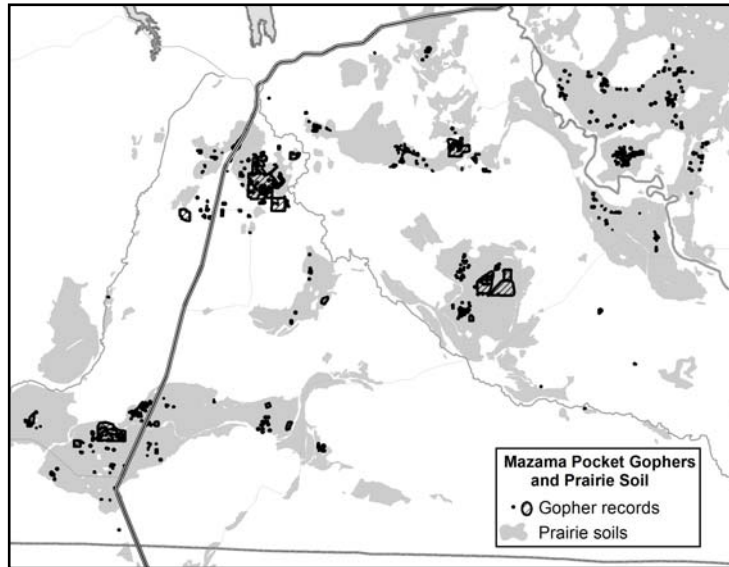 Mazama Pocket Gophers
and Prairie Soil
Gopher records
Prairie soils